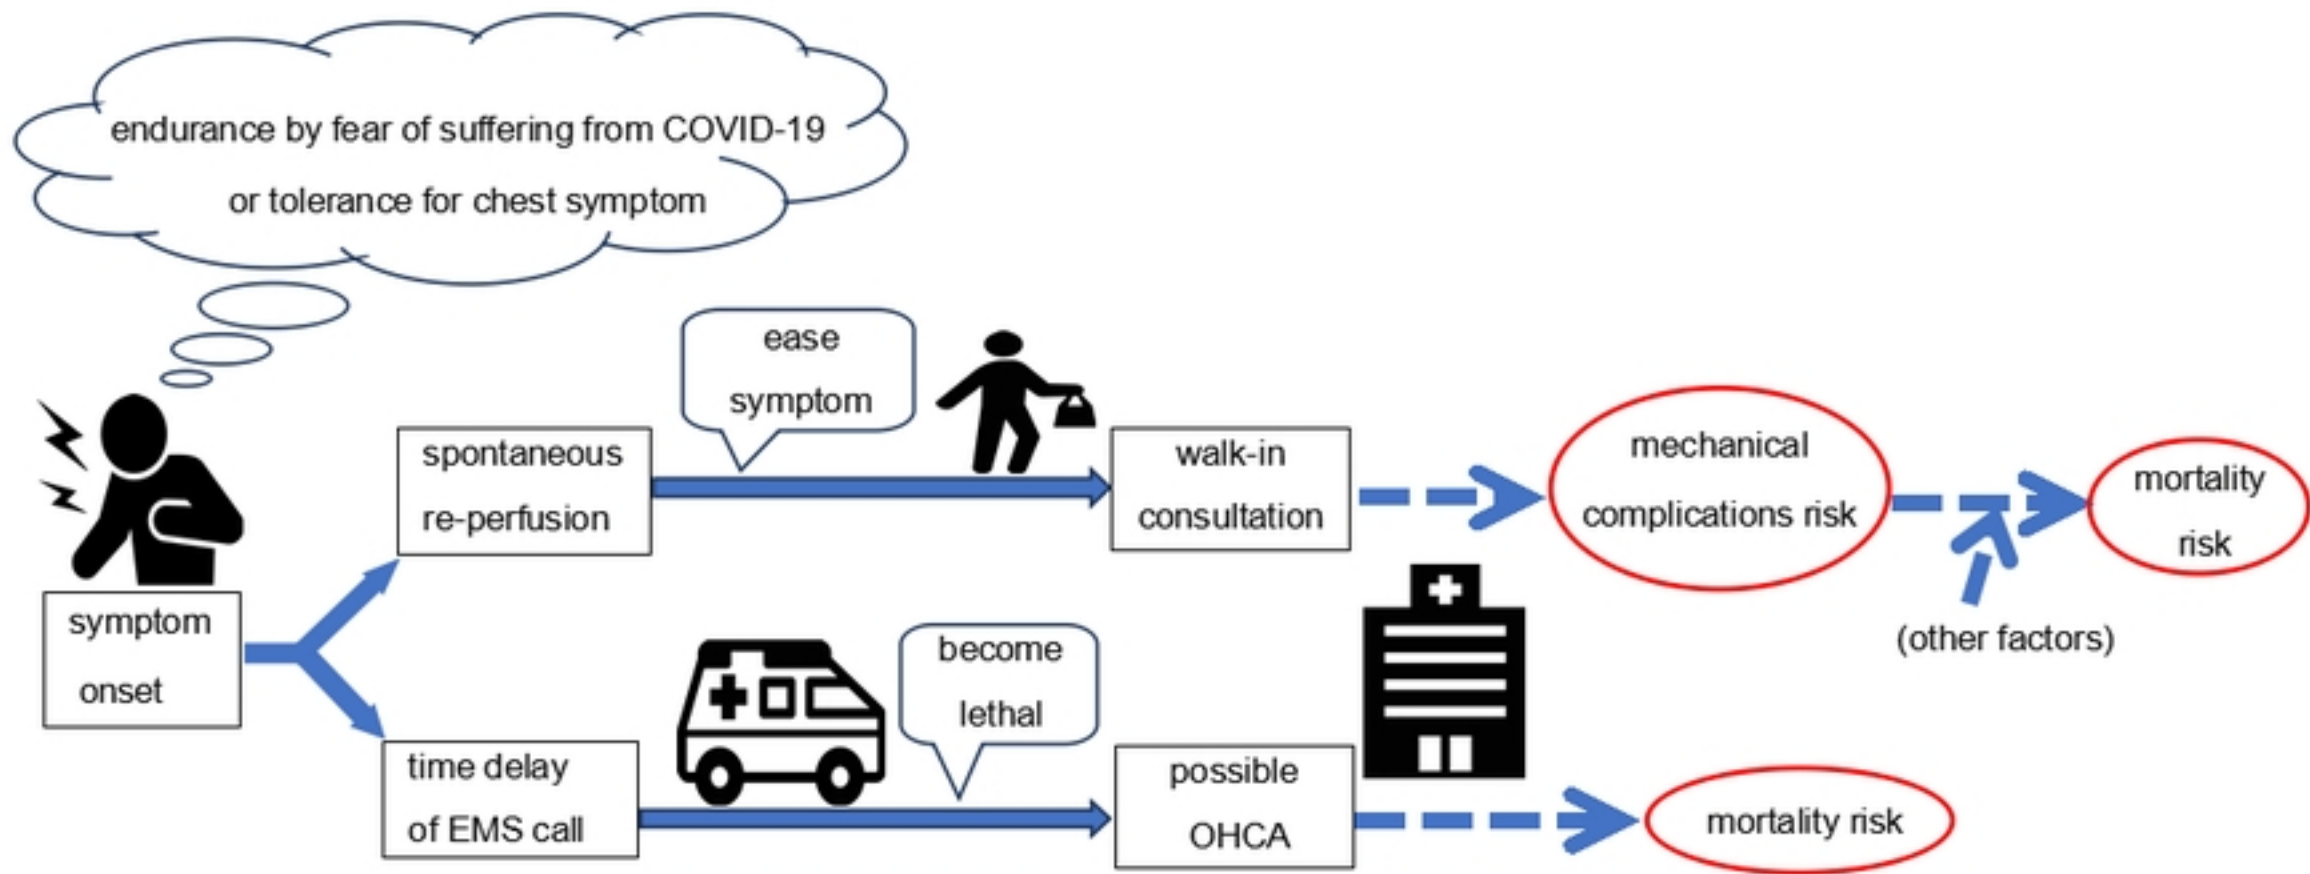 endurance by fear of suffering from COVID-19
or tolerance for chest symptom
ease
symptom
spontaneous
re-perfusion
walk-in
consultation
mechanical
complications risk
mortality
risk
(other factors)
symptom
onset
time delay
of EMS call
become
lethal
possible
OHCA
mortality risk